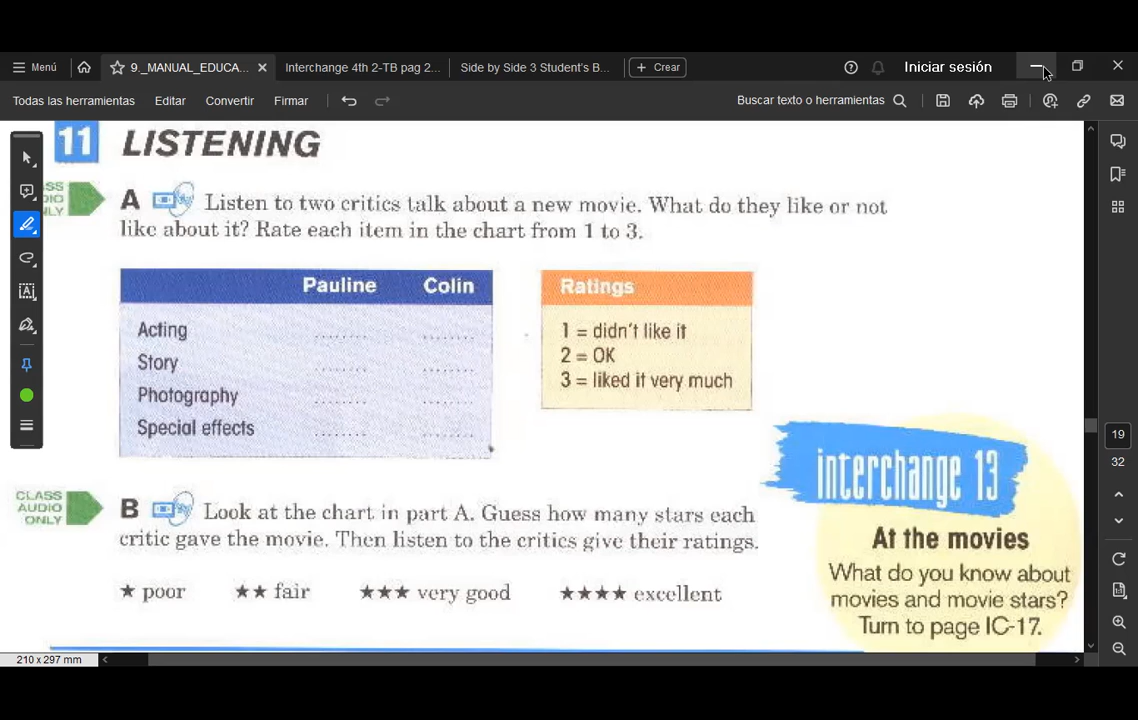 Menú
9._MANUAL_EDUCA...
Interchange 4th 2-TB pag 2...
Side by Side 3 Student's B...
Crear
Iniciar sesión
Todas las herramientas
Editar
Convertir
Firmar
Buscar texto o herramientas
11 LISTENING
A Listen to two critics talk about a new movie. What do they like or not
like about it? Rate each item in the chart from 1 to 3.
Pauline Colin
Acting ........ ........
Story ........ ........
Photography ........ ........
Special effects ........ ........
Ratings
1 = didn't like it
2 = OK
3 = liked it very much
19
32
CLASS
AUDIO
ONLY
B Look at the chart in part A. Guess how many stars each
critic gave the movie. Then listen to the critics give their ratings.
★ poor ★★ fair ★★★ very good ★★★★ excellent
interchange 13
At the movies
What do you know about
movies and movie stars?
Turn to page IC-17.
210 x 297 mm